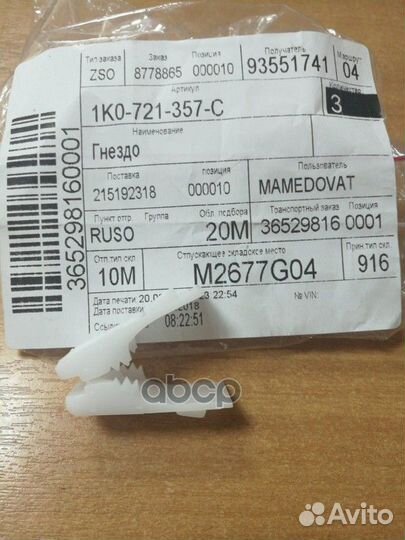 Тип заказа Заказ Позиция Получатель Маршрут
ZSO 8778865 000010 93551741 04
Артикул Количество
1K0-721-357-C 3
Наименование
Гнездо
Поставка позиция Пользователь
215192318 000010 MAMEDOVAT
Пункт отгр. Группа Обл. подбора Транспортный заказ Позиция
RUSO 20M 36529816 0001
Отп.тип скл. Отпускающее складское место Прин.тип скл.
10M M2677G04 916
Дата печати 20.0 22:54 № VIN:
Дата поставки 2018
Ссылк 08:22:51
365298160001
abcp
Avito